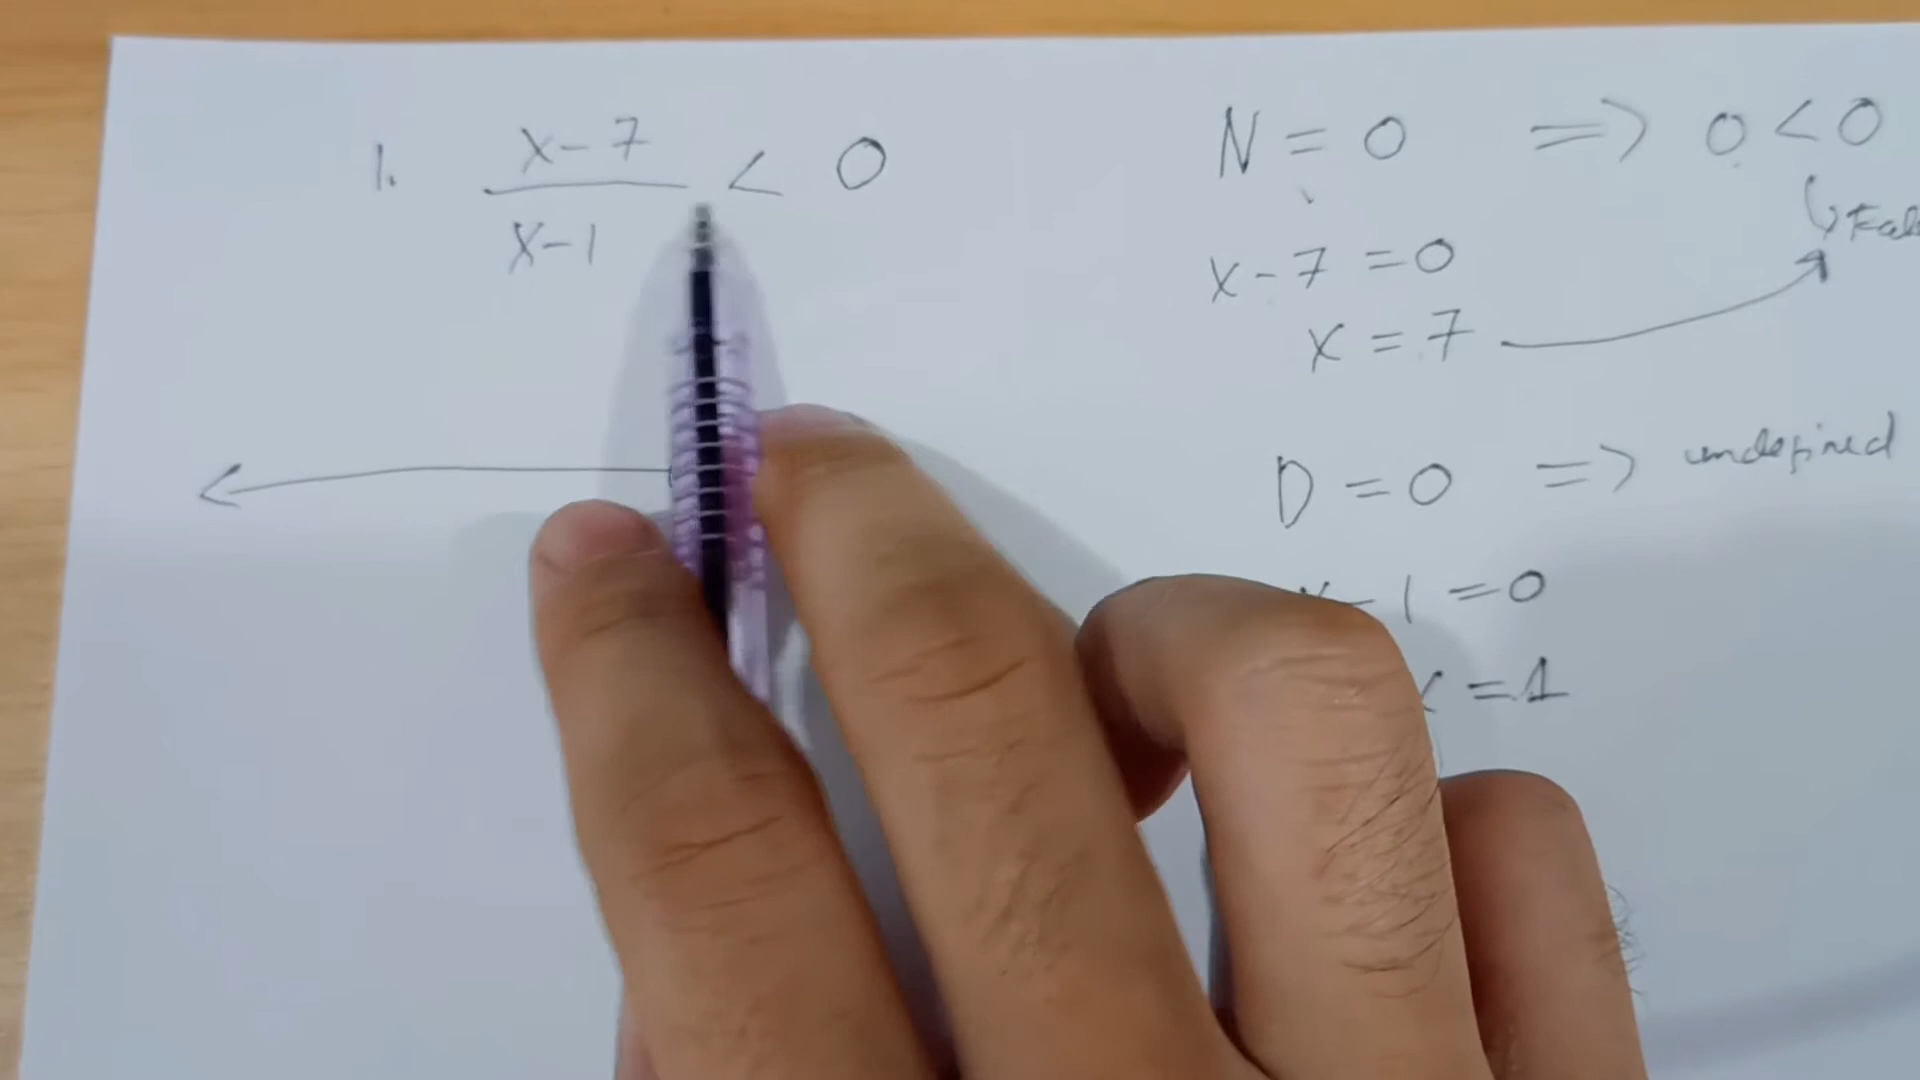 1. x-7 / x-1 < 0
N = 0 => 0 < 0
x - 7 = 0
x = 7
D = 0 => undefined
- 1 = 0
x = 1